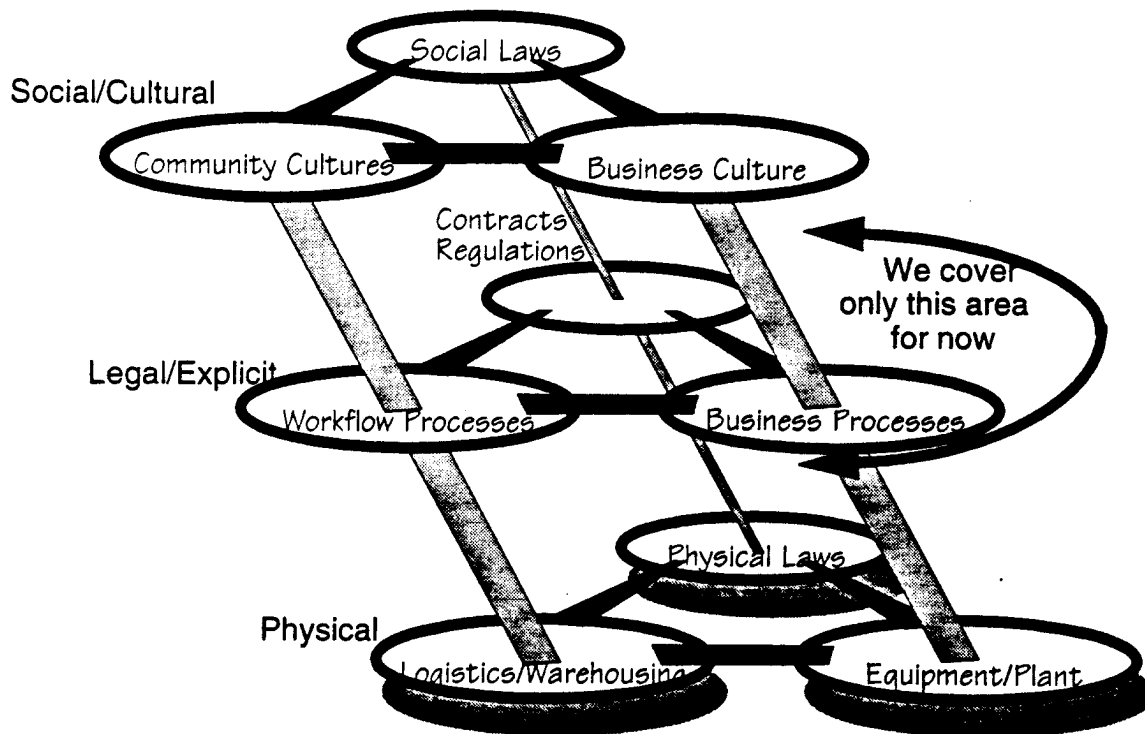 Social Laws
Social/Cultural
Community Cultures
Business Culture
Contracts
Regulations
We cover
only this area
for now
Legal/Explicit
Workflow Processes
Business Processes
Physical Laws
Physical
Logistics/Warehousing
Equipment/Plant